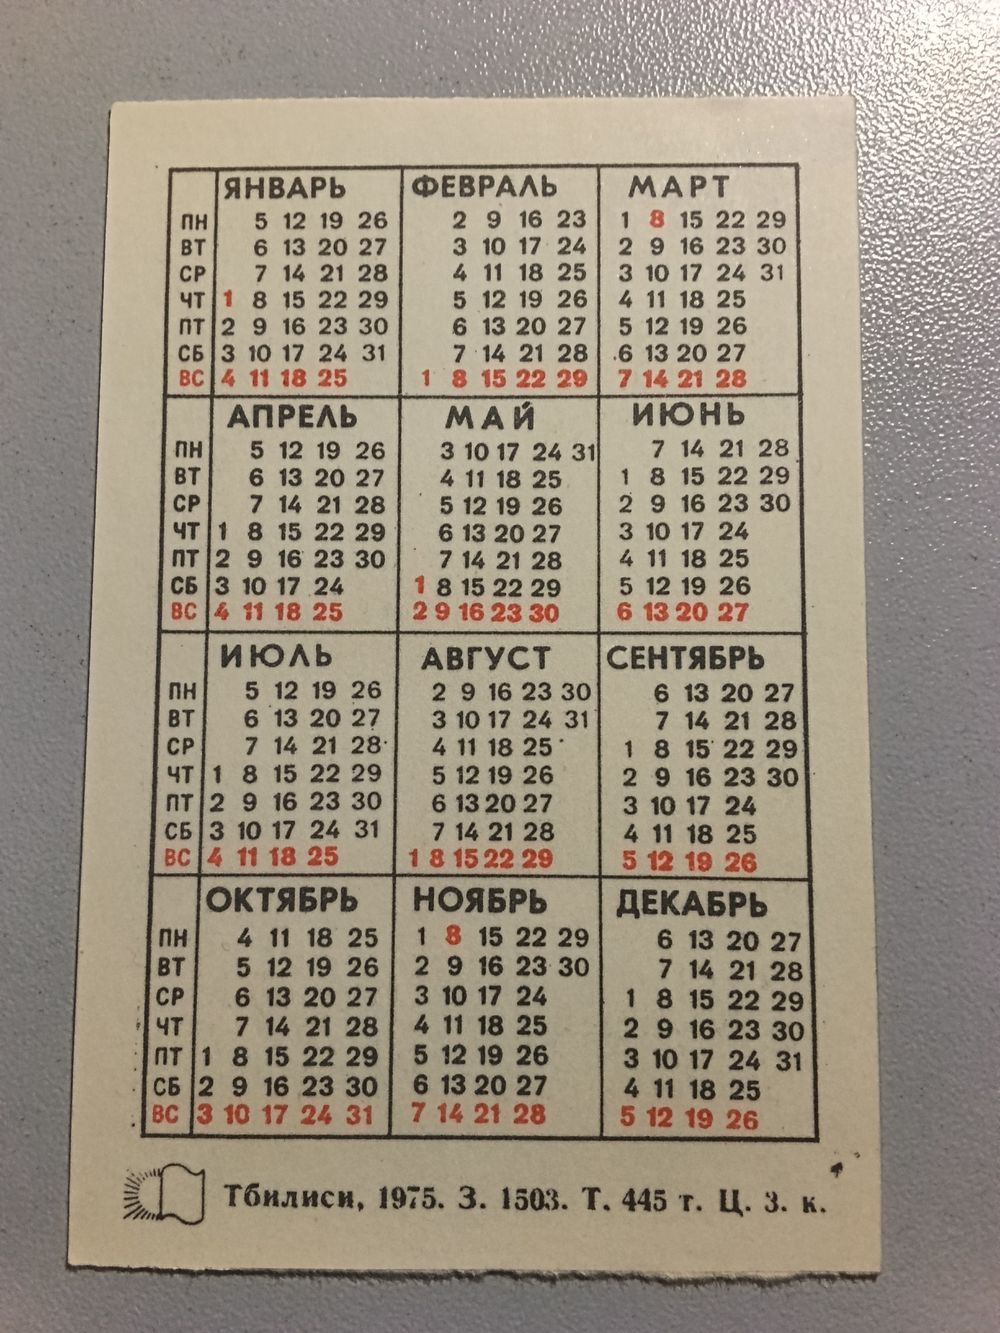 ЯНВАРЬ ФЕВРАЛЬ МАРТ
ПН 5 12 19 26 2 9 16 23 1 8 15 22 29
ВТ 6 13 20 27 3 10 17 24 2 9 16 23 30
СР 7 14 21 28 4 11 18 25 3 10 17 24 31
ЧТ 1 8 15 22 29 5 12 19 26 4 11 18 25
ПТ 2 9 16 23 30 6 13 20 27 5 12 19 26
СБ 3 10 17 24 31 7 14 21 28 6 13 20 27
ВС 4 11 18 25 1 8 15 22 29 7 14 21 28
АПРЕЛЬ МАЙ ИЮНЬ
ПН 5 12 19 26 3 10 17 24 31 7 14 21 28
ВТ 6 13 20 27 4 11 18 25 1 8 15 22 29
СР 7 14 21 28 5 12 19 26 2 9 16 23 30
ЧТ 1 8 15 22 29 6 13 20 27 3 10 17 24
ПТ 2 9 16 23 30 7 14 21 28 4 11 18 25
СБ 3 10 17 24 1 8 15 22 29 5 12 19 26
ВС 4 11 18 25 2 9 16 23 30 6 13 20 27
ИЮЛЬ АВГУСТ СЕНТЯБРЬ
ПН 5 12 19 26 2 9 16 23 30 6 13 20 27
ВТ 6 13 20 27 3 10 17 24 31 7 14 21 28
СР 7 14 21 28 4 11 18 25 1 8 15 22 29
ЧТ 1 8 15 22 29 5 12 19 26 2 9 16 23 30
ПТ 2 9 16 23 30 6 13 20 27 3 10 17 24
СБ 3 10 17 24 31 7 14 21 28 4 11 18 25
ВС 4 11 18 25 1 8 15 22 29 5 12 19 26
ОКТЯБРЬ НОЯБРЬ ДЕКАБРЬ
ПН 4 11 18 25 1 8 15 22 29 6 13 20 27
ВТ 5 12 19 26 2 9 16 23 30 7 14 21 28
СР 6 13 20 27 3 10 17 24 1 8 15 22 29
ЧТ 7 14 21 28 4 11 18 25 2 9 16 23 30
ПТ 1 8 15 22 29 5 12 19 26 3 10 17 24 31
СБ 2 9 16 23 30 6 13 20 27 4 11 18 25
ВС 3 10 17 24 31 7 14 21 28 5 12 19 26
Тбилиси, 1975. З. 1503. Т. 445 т. Ц. 3. к.